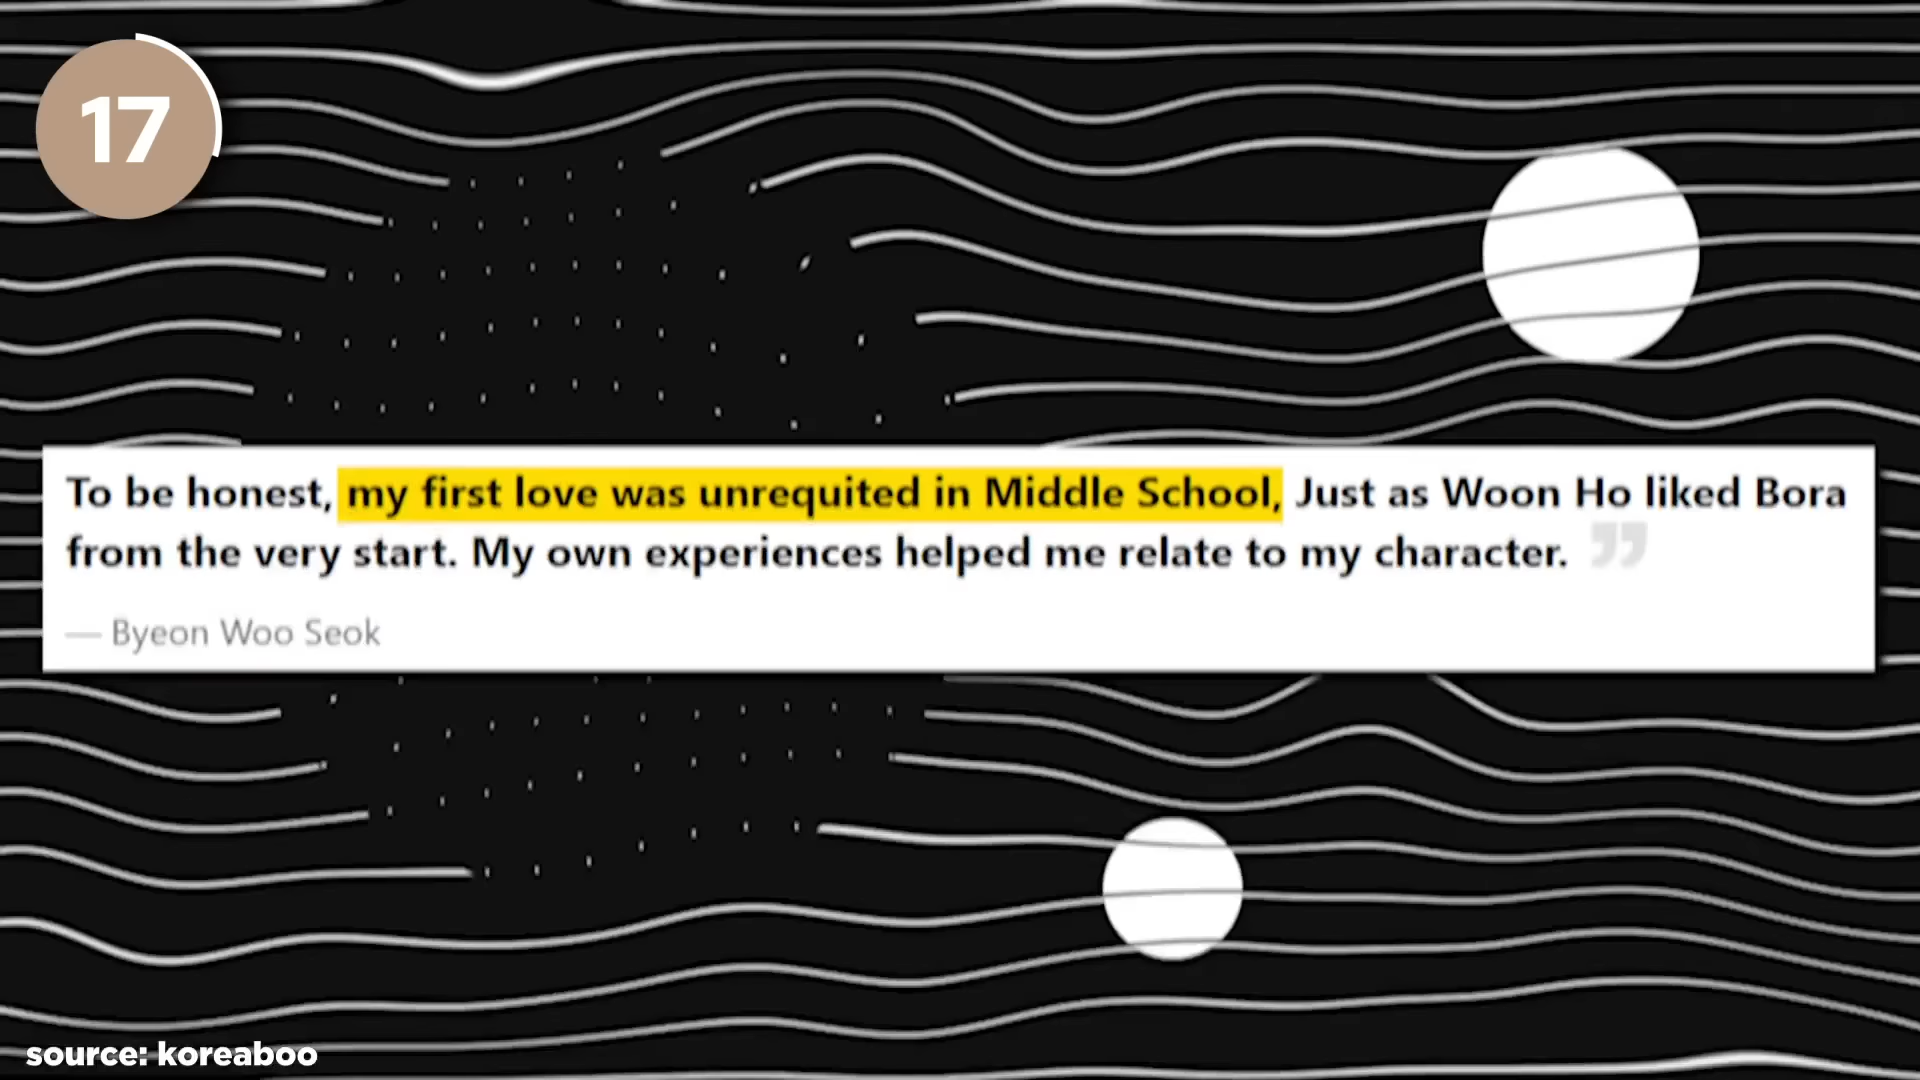 17
To be honest, my first love was unrequited in Middle School, Just as Woon Ho liked Bora
from the very start. My own experiences helped me relate to my character. ”
— Byeon Woo Seok
source: koreaboo